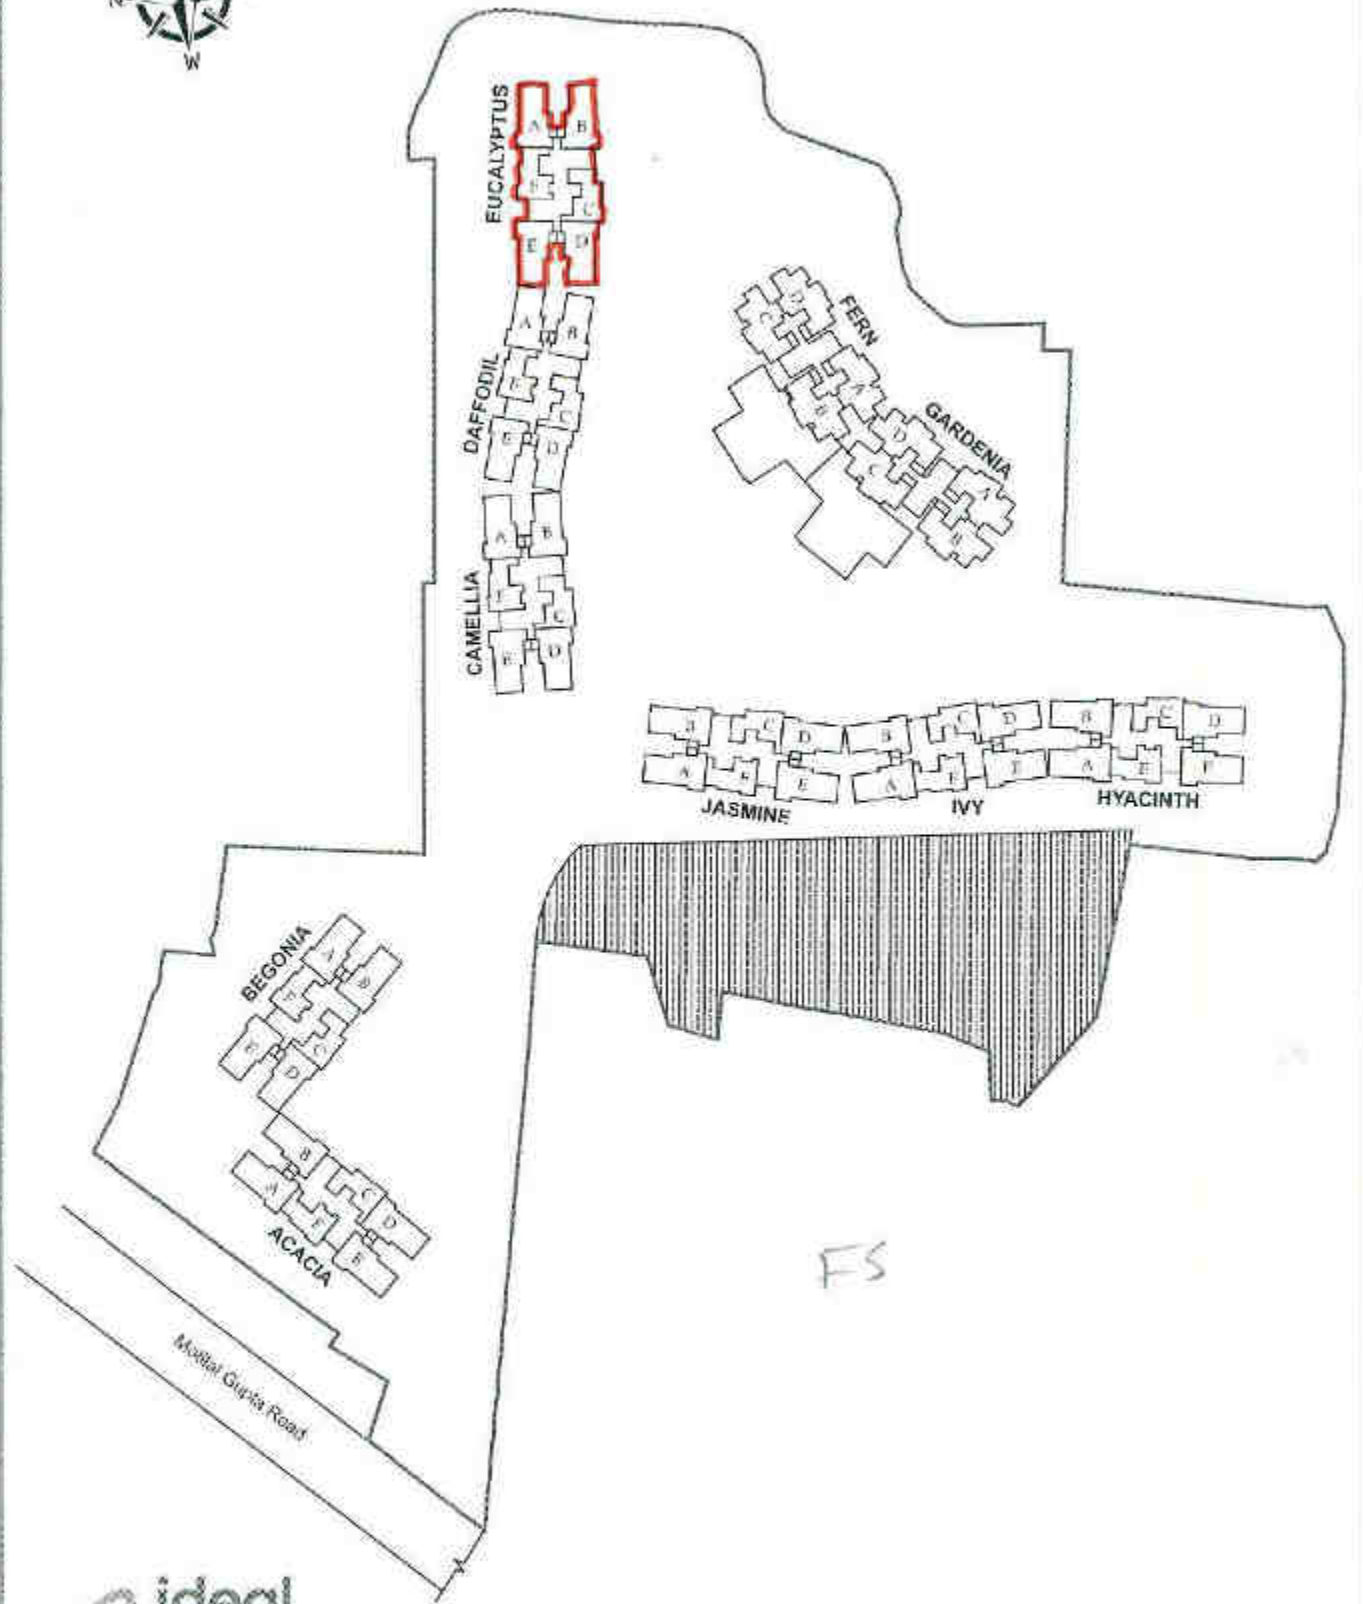 N
W
EUCALYPTUS
A B
F
C
E D
DAFFODIL
A B
F
C
E D
CAMELLIA
A B
F
C
E D
FERN
D
C
A
B
GARDENIA
D
C
A
B
B C D B C D B C D
A F E A E F A E F
JASMINE
IVY
HYACINTH
BEGONIA
A
B
F
C
E
D
B
A
C
D
F
E
ACACIA
Motilal Gupta Road
FS
ideal